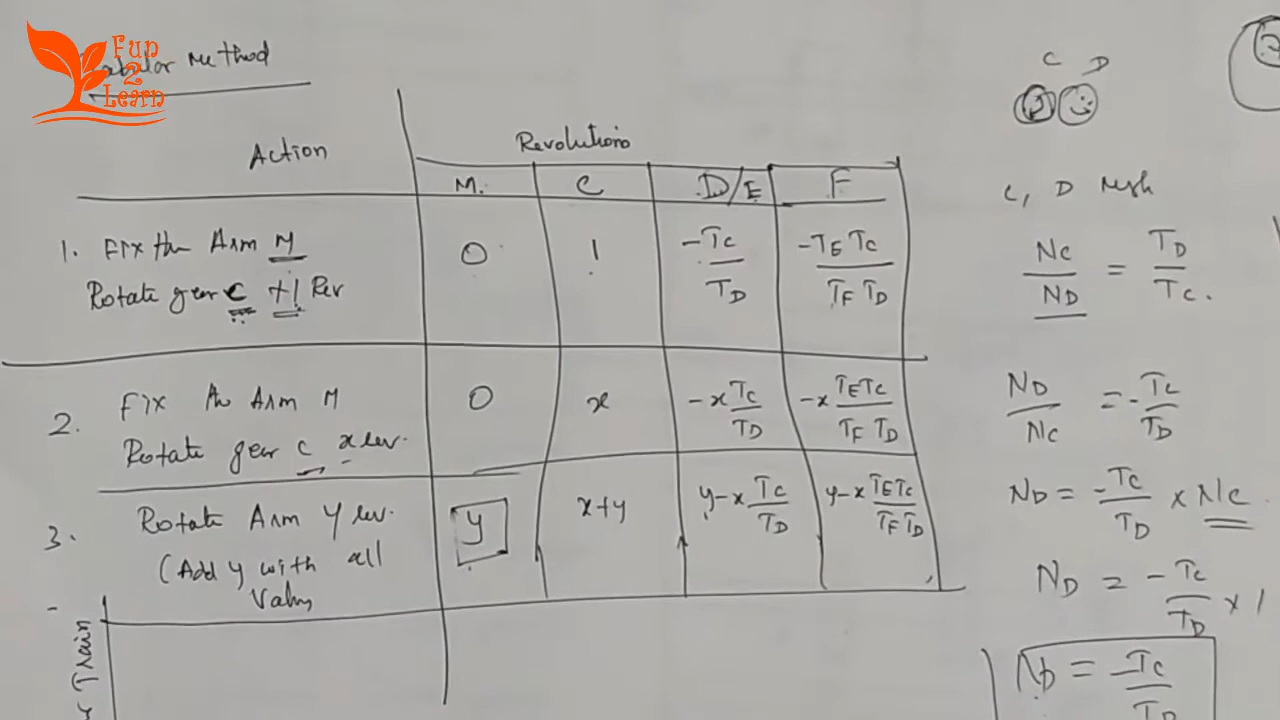 Fun
2
Learn
Tabular Method
Action
Revolutions
M. C D/E F
1. Fix the Arm M
Rotate gear C +1 Rev
0 1 -TC/TD -TE TC/TF TD
2. Fix the Arm M
Rotate gear C x rev.
0 x -x TC/TD -x TE TC/TF TD
3. Rotate Arm Y rev.
(Add y with all
Values
y x+y y-x TC/TD y-x TE TC/TF TD
Train
C D
C, D mesh
NC/ND = TD/TC.
ND/NC = -TC/TD
ND = -TC/TD × NC
ND = -TC/TD × 1
ND = -TC/TD